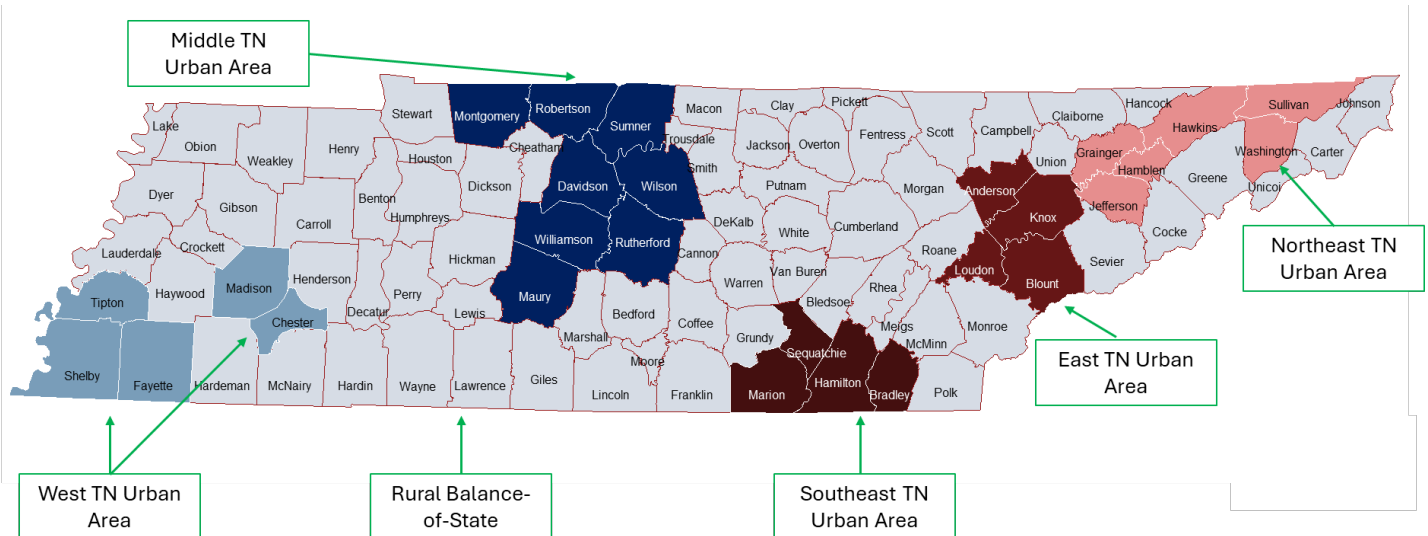 Middle TN
Urban Area
Stewart
Montgomery
Robertson
Sumner
Macon
Clay
Pickett
Fentress
Scott
Campbell
Claiborne
Hancock
Hawkins
Sullivan
Johnson
Lake
Obion
Weakley
Henry
Houston
Cheatham
Trousdale
Smith
Jackson
Overton
Union
Grainger
Hamblen
Washington
Carter
Dyer
Gibson
Carroll
Benton
Humphreys
Dickson
Davidson
Wilson
Putnam
Morgan
Anderson
Knox
Jefferson
Greene
Unicoi
Lauderdale
Crockett
Haywood
Madison
Henderson
Decatur
Perry
Hickman
Williamson
Rutherford
Cannon
DeKalb
White
Cumberland
Roane
Loudon
Blount
Sevier
Cocke
Northeast TN
Urban Area
Tipton
Chester
Lewis
Maury
Marshall
Bedford
Coffee
Warren
Van Buren
Bledsoe
Rhea
Meigs
McMinn
Monroe
Shelby
Fayette
Hardeman
McNairy
Hardin
Wayne
Lawrence
Giles
Lincoln
Moore
Franklin
Grundy
Sequatchie
Marion
Hamilton
Bradley
Polk
East TN Urban
Area
West TN Urban
Area
Rural Balance-
of-State
Southeast TN
Urban Area